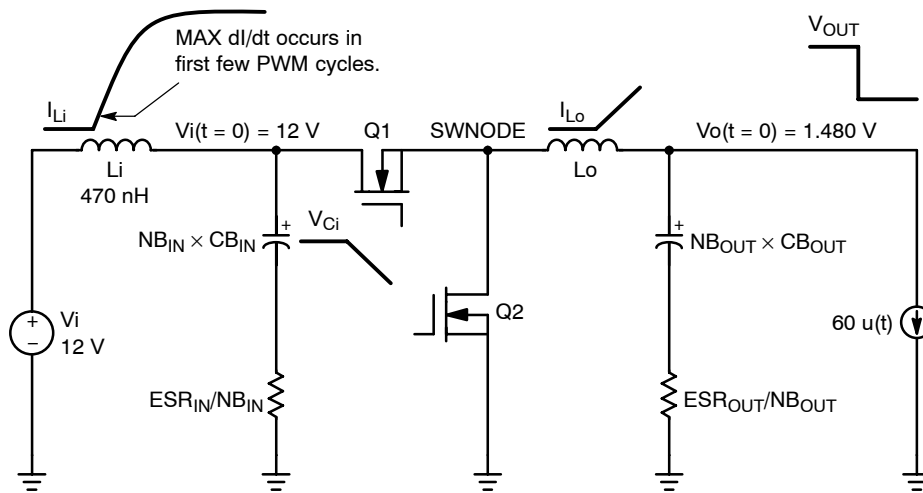 MAX dI/dt occurs in
first few PWM cycles.
V_OUT
I_Li
Vi(t = 0) = 12 V
Q1
SWNODE
I_Lo
Vo(t = 0) = 1.480 V
Li
470 nH
Lo
V_Ci
NB_IN × CB_IN
+
NB_OUT × CB_OUT
+
Q2
+
−
Vi
12 V
60 u(t)
ESR_IN/NB_IN
ESR_OUT/NB_OUT